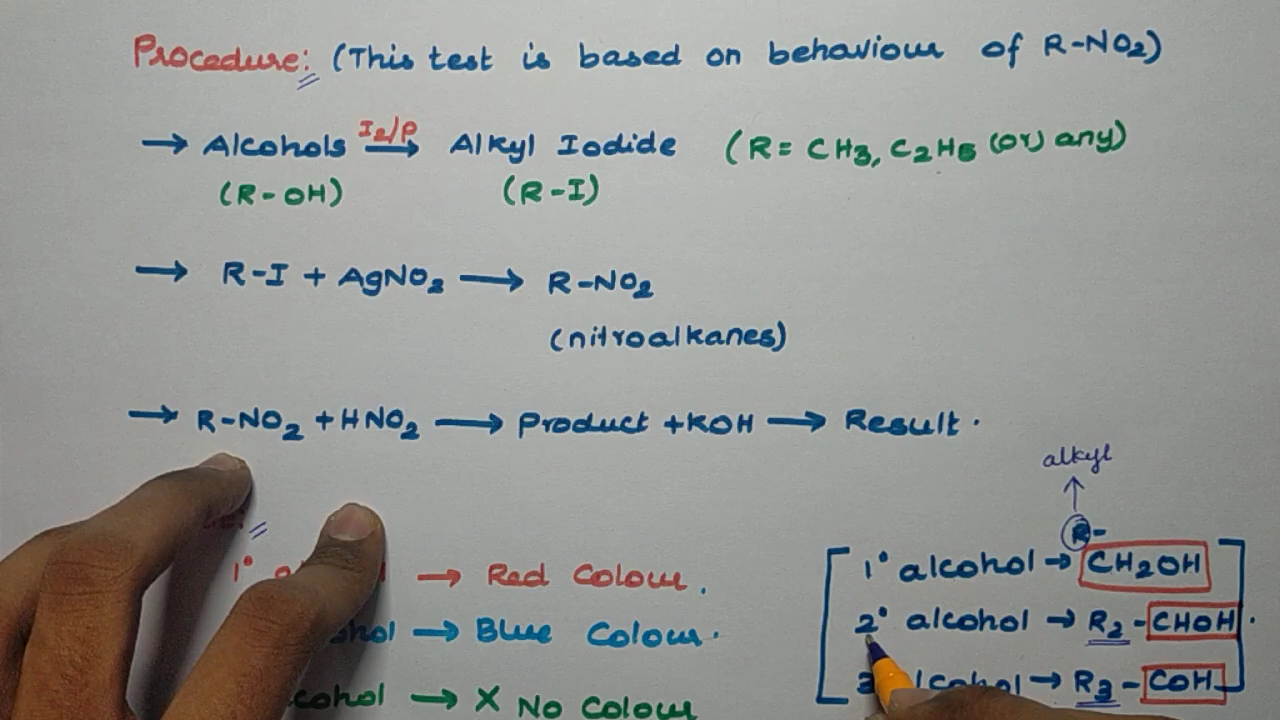 Procedure: (This test is based on behaviour of R-NO₂)
→ Alcohols I₂/P → Alkyl Iodide (R = CH₃, C₂H₅ (or) any)
(R-OH) (R-I)
→ R-I + AgNO₂ → R-NO₂
(nitroalkanes)
→ R-NO₂ + HNO₂ → Product + KOH → Result.
alkyl
↑
R-
1° → Red Colour.
1° alcohol → CH₂OH
→ Blue Colour.
2° alcohol → R₂-CHOH.
→ X No Colour
→ R₃-COH